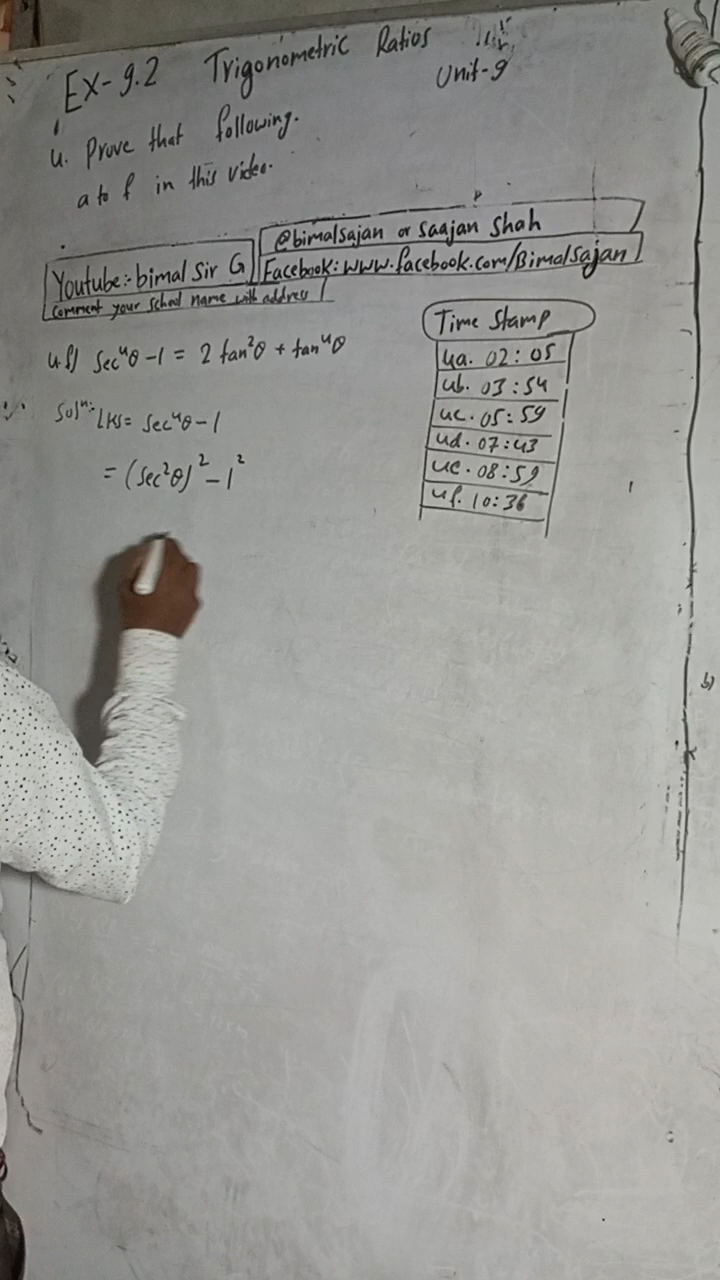 Ex-9.2 Trigonometric Ratios
Unit-9
4. Prove that following.
a to f in this video.
@bimalsajan or Saajan Shah
Youtube:- bimal Sir G
Facebook: www.facebook.com/Bimalsajan
Comment your school name with address
Time Stamp
4a. 02:05
4b. 03:54
4c. 05:59
4d. 07:43
4e. 08:59
4f. 10:36
4.f) Sec⁴θ - 1 = 2 tan²θ + tan⁴θ
Solⁿ: LHS = Sec⁴θ - 1
= (Sec²θ)² - 1²
b)